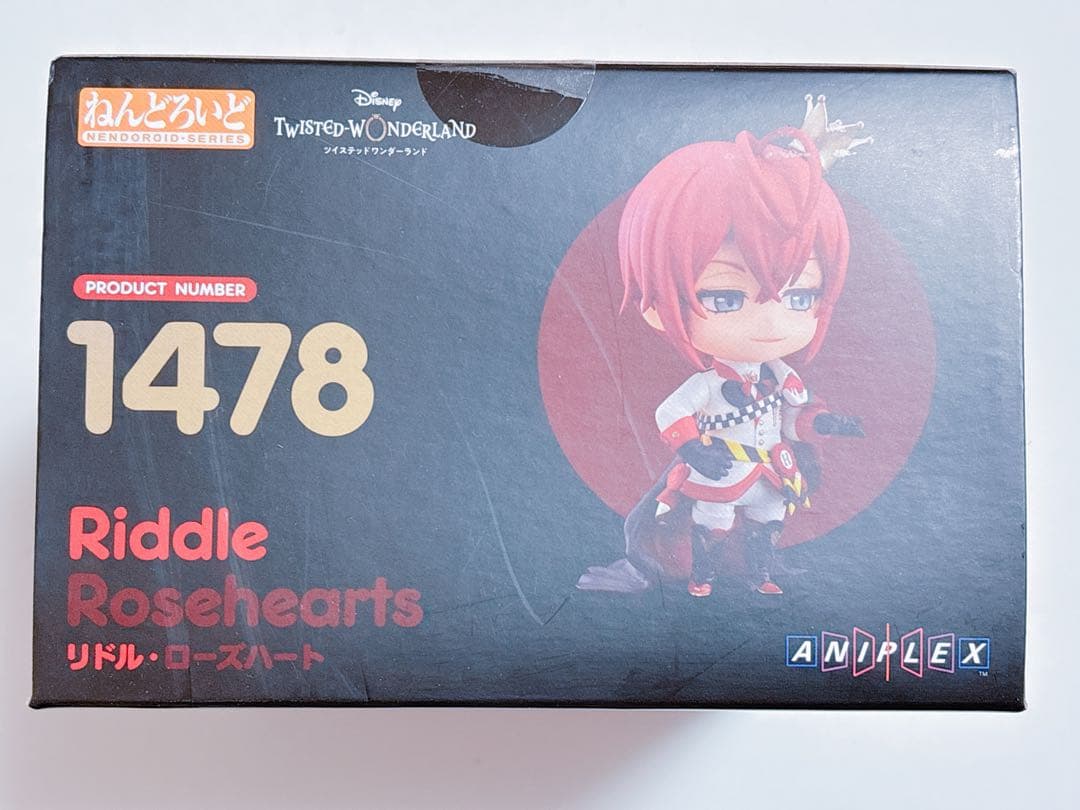 ねんどろいど
NENDOROID・SERIES
Disney
TWISTED-WONDERLAND
ツイステッドワンダーランド
PRODUCT NUMBER
1478
Riddle
Rosehearts
リドル・ローズハート
ANIPLEX
TM